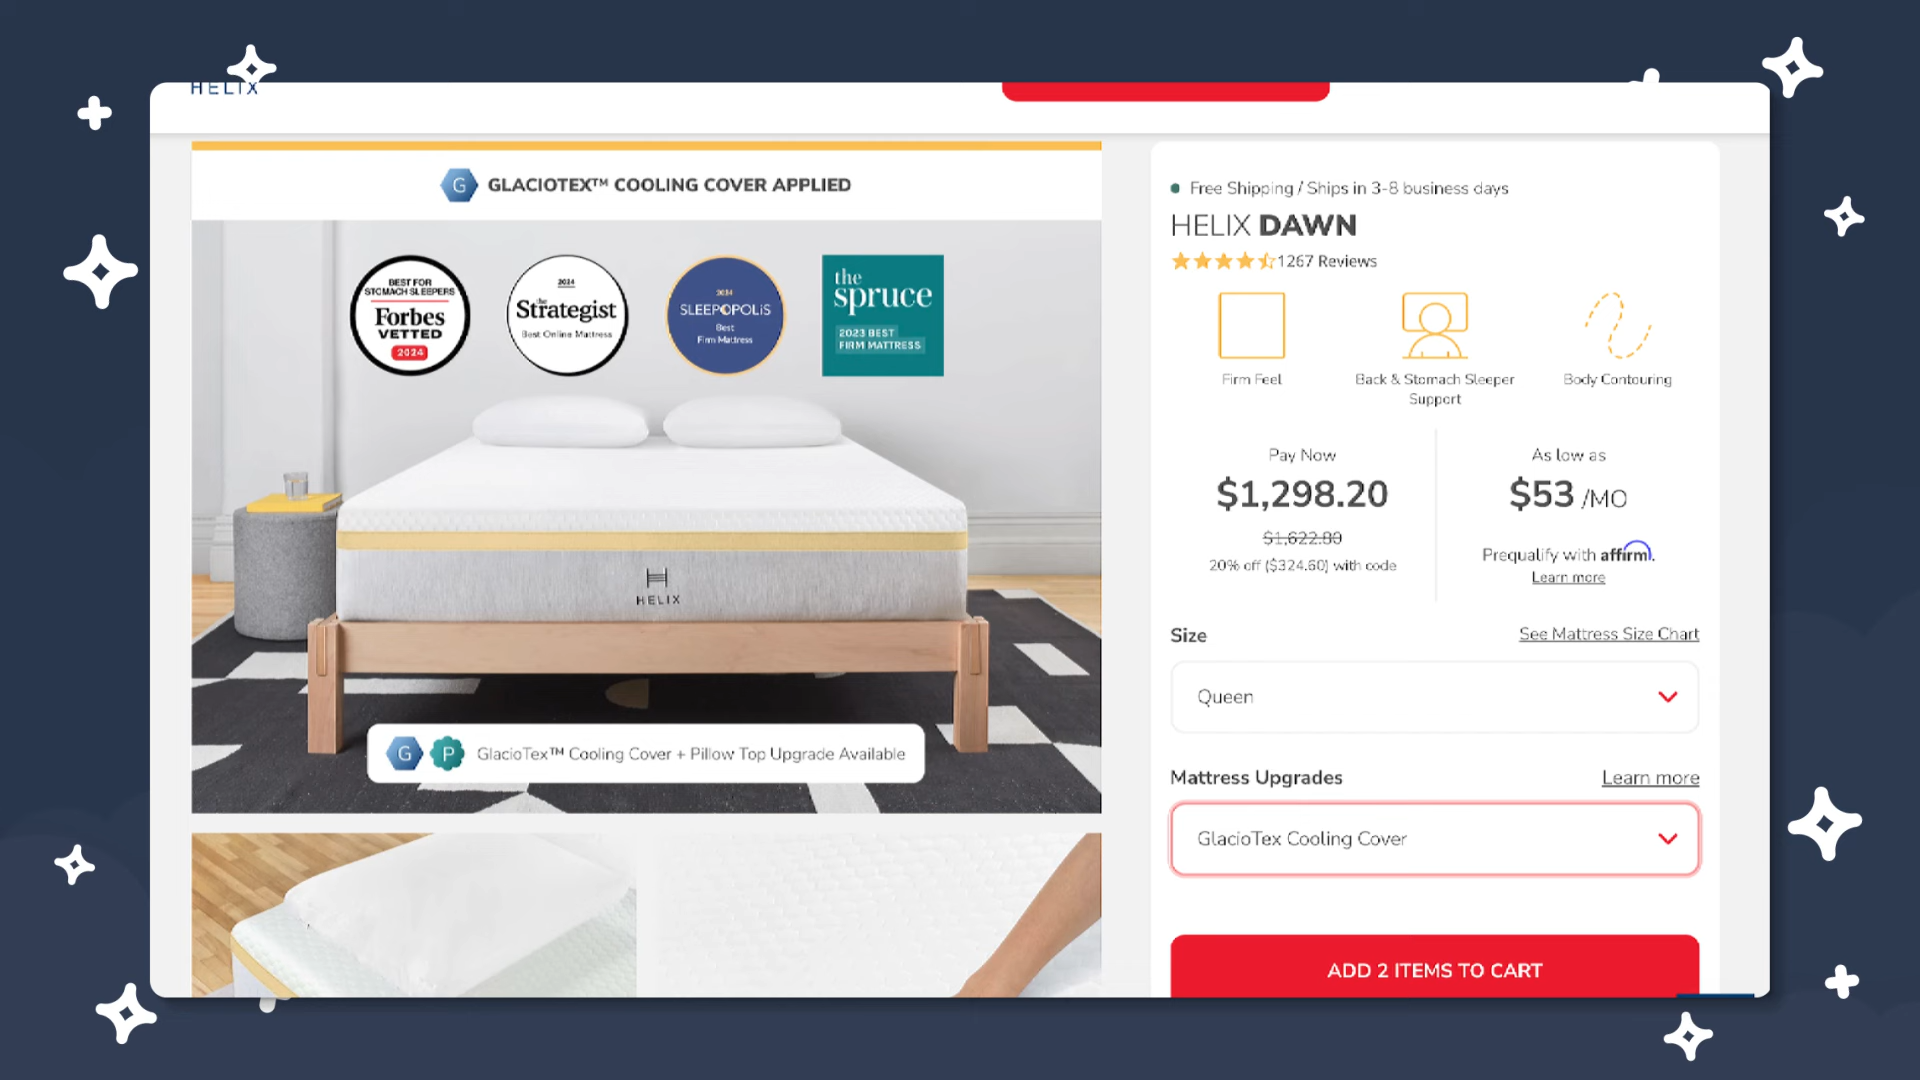 HELIX
G GLACIOTEX™ COOLING COVER APPLIED
BEST FOR
STOMACH SLEEPERS
Forbes
VETTED
2024
2024
the
Strategist
Best Online Mattress
2024
SLEEPOPOLIS
Best
Firm Mattress
the
spruce
2023 BEST
FIRM MATTRESS
HELIX
G P GlacioTex™ Cooling Cover + Pillow Top Upgrade Available
Free Shipping / Ships in 3-8 business days
HELIX DAWN
1267 Reviews
Firm Feel
Back & Stomach Sleeper
Support
Body Contouring
Pay Now
$1,298.20
$1,622.80
20% off ($324.60) with code
As low as
$53 /MO
Prequalify with affirm.
Learn more
Size
See Mattress Size Chart
Queen
Mattress Upgrades
Learn more
GlacioTex Cooling Cover
ADD 2 ITEMS TO CART